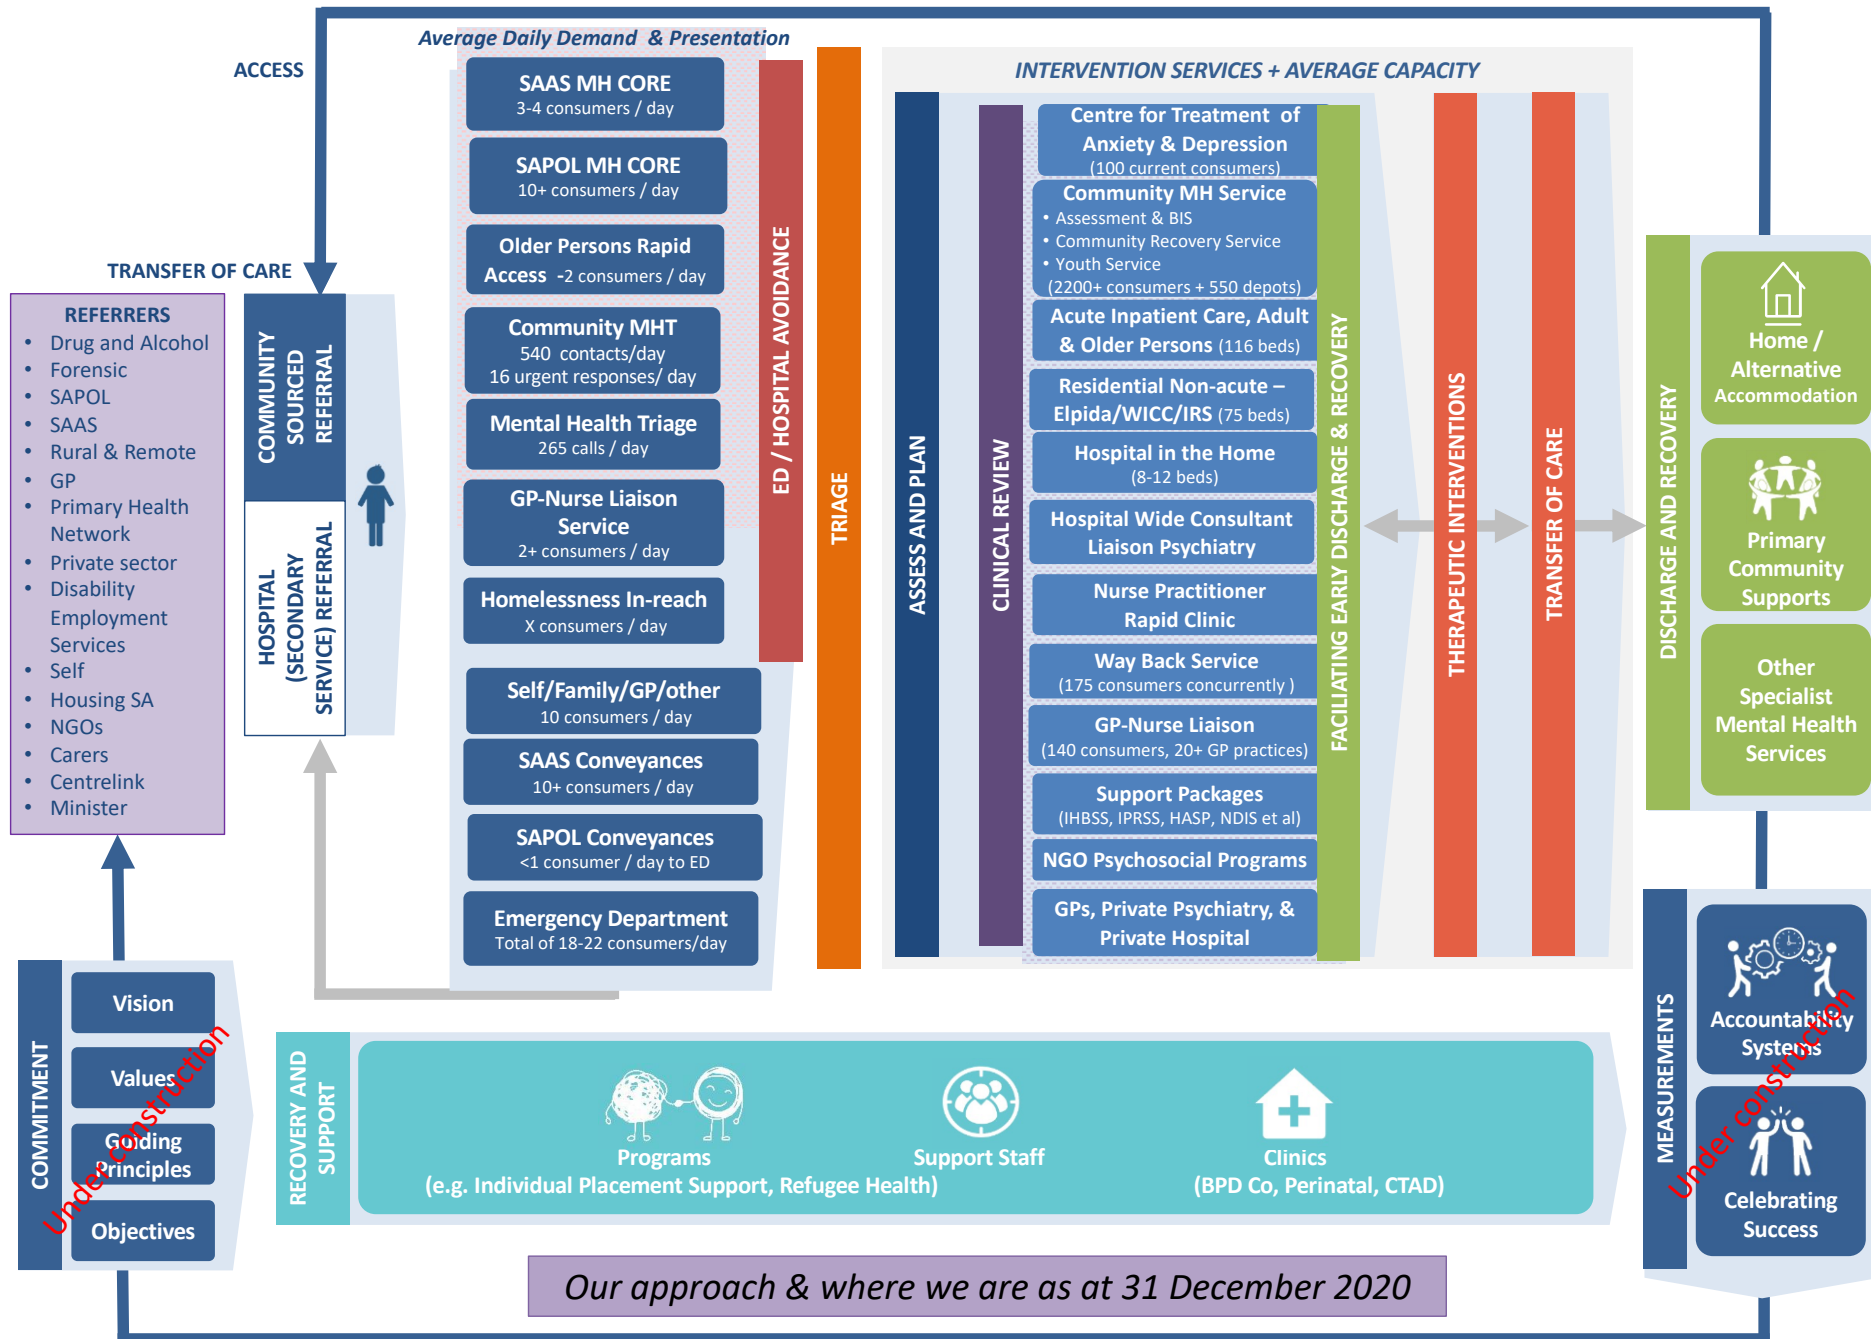 Average Daily Demand & Presentation
ACCESS
TRANSFER OF CARE
REFERRERS
• Drug and Alcohol
• Forensic
• SAPOL
• SAAS
• Rural & Remote
• GP
• Primary Health
Network
• Private sector
• Disability
Employment
Services
• Self
• Housing SA
• NGOs
• Carers
• Centrelink
• Minister
COMMUNITY
SOURCED
REFERRAL
HOSPITAL
(SECONDARY
SERVICE) REFERRAL
SAAS MH CORE
3-4 consumers / day
SAPOL MH CORE
10+ consumers / day
Older Persons Rapid
Access -2 consumers / day
Community MHT
540 contacts/day
16 urgent responses/ day
Mental Health Triage
265 calls / day
GP-Nurse Liaison
Service
2+ consumers / day
Homelessness In-reach
X consumers / day
Self/Family/GP/other
10 consumers / day
SAAS Conveyances
10+ consumers / day
SAPOL Conveyances
<1 consumer / day to ED
Emergency Department
Total of 18-22 consumers/day
ED / HOSPITAL AVOIDANCE
TRIAGE
INTERVENTION SERVICES + AVERAGE CAPACITY
ASSESS AND PLAN
CLINICAL REVIEW
Centre for Treatment of
Anxiety & Depression
(100 current consumers)
Community MH Service
• Assessment & BIS
• Community Recovery Service
• Youth Service
(2200+ consumers + 550 depots)
Acute Inpatient Care, Adult
& Older Persons (116 beds)
Residential Non-acute –
Elpida/WICC/IRS (75 beds)
Hospital in the Home
(8-12 beds)
Hospital Wide Consultant
Liaison Psychiatry
Nurse Practitioner
Rapid Clinic
Way Back Service
(175 consumers concurrently )
GP-Nurse Liaison
(140 consumers, 20+ GP practices)
Support Packages
(IHBSS, IPRSS, HASP, NDIS et al)
NGO Psychosocial Programs
GPs, Private Psychiatry, &
Private Hospital
FACILIATING EARLY DISCHARGE & RECOVERY
THERAPEUTIC INTERVENTIONS
TRANSFER OF CARE
DISCHARGE AND RECOVERY
Home /
Alternative
Accommodation
Primary
Community
Supports
Other
Specialist
Mental Health
Services
COMMITMENT
Vision
Values
Guiding
Principles
Objectives
Under construction
RECOVERY AND
SUPPORT
Programs
(e.g. Individual Placement Support, Refugee Health)
Support Staff
Clinics
(BPD Co, Perinatal, CTAD)
MEASUREMENTS
Accountability
Systems
Celebrating
Success
Under construction
Our approach & where we are as at 31 December 2020